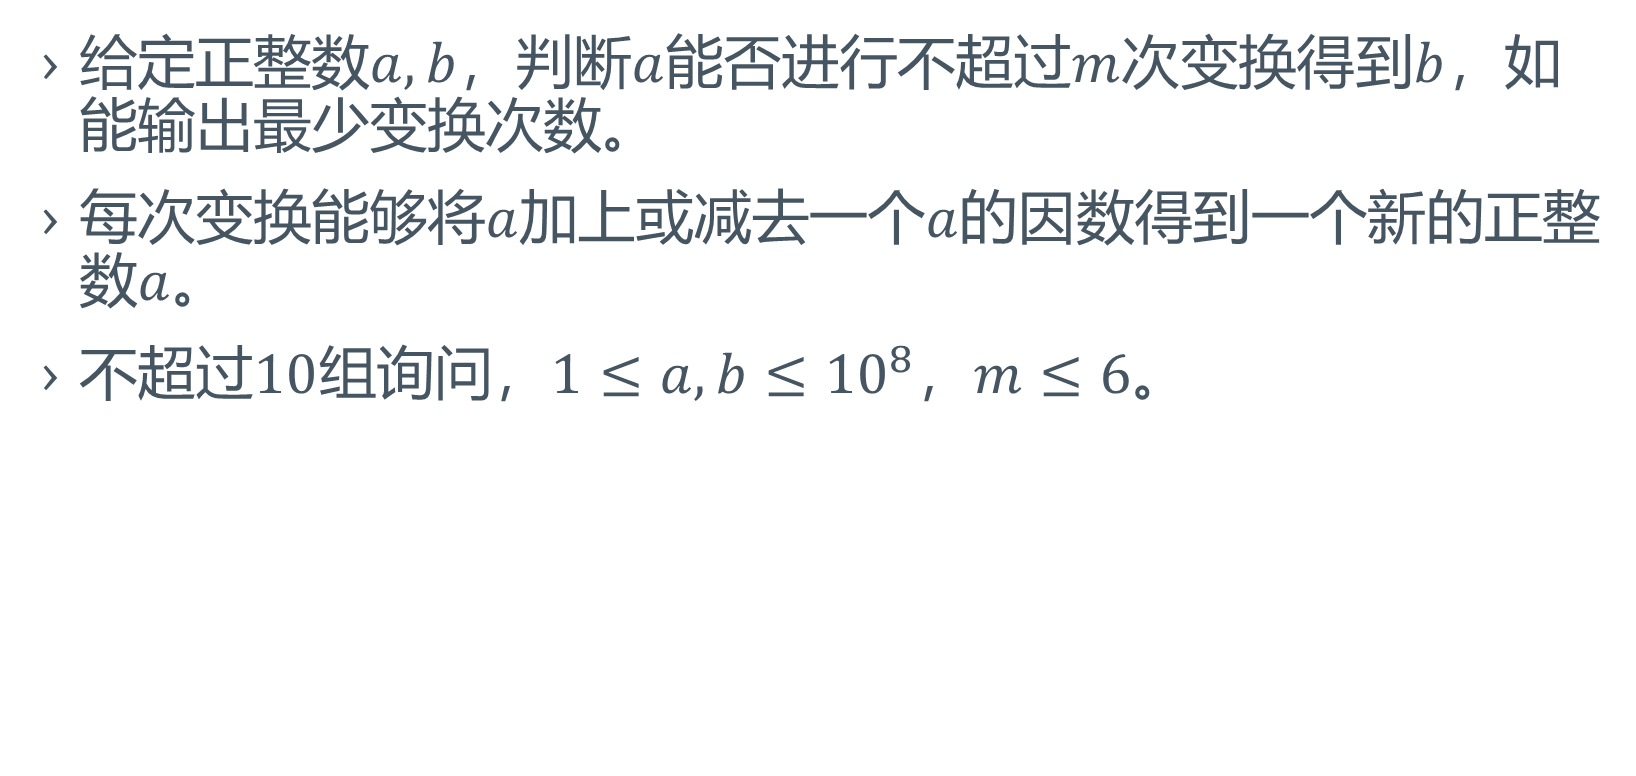 › 给定正整数a, b，判断a能否进行不超过m次变换得到b，如
能输出最少变换次数。
› 每次变换能够将a加上或减去一个a的因数得到一个新的正整
数a。
› 不超过10组询问，1 ≤ a, b ≤ 10⁸，m ≤ 6。